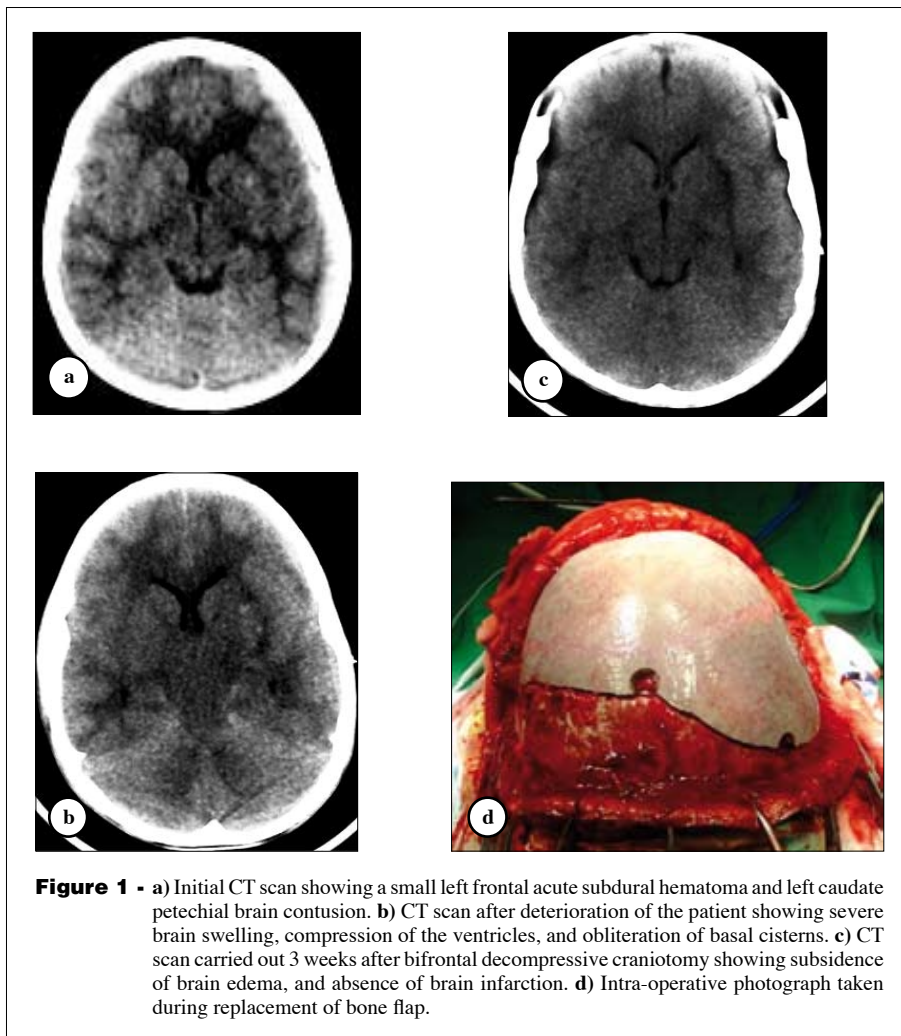 a
c
b
d
Figure 1 - a) Initial CT scan showing a small left frontal acute subdural hematoma and left caudate
petechial brain contusion. b) CT scan after deterioration of the patient showing severe
brain swelling, compression of the ventricles, and obliteration of basal cisterns. c) CT
scan carried out 3 weeks after bifrontal decompressive craniotomy showing subsidence
of brain edema, and absence of brain infarction. d) Intra-operative photograph taken
during replacement of bone flap.